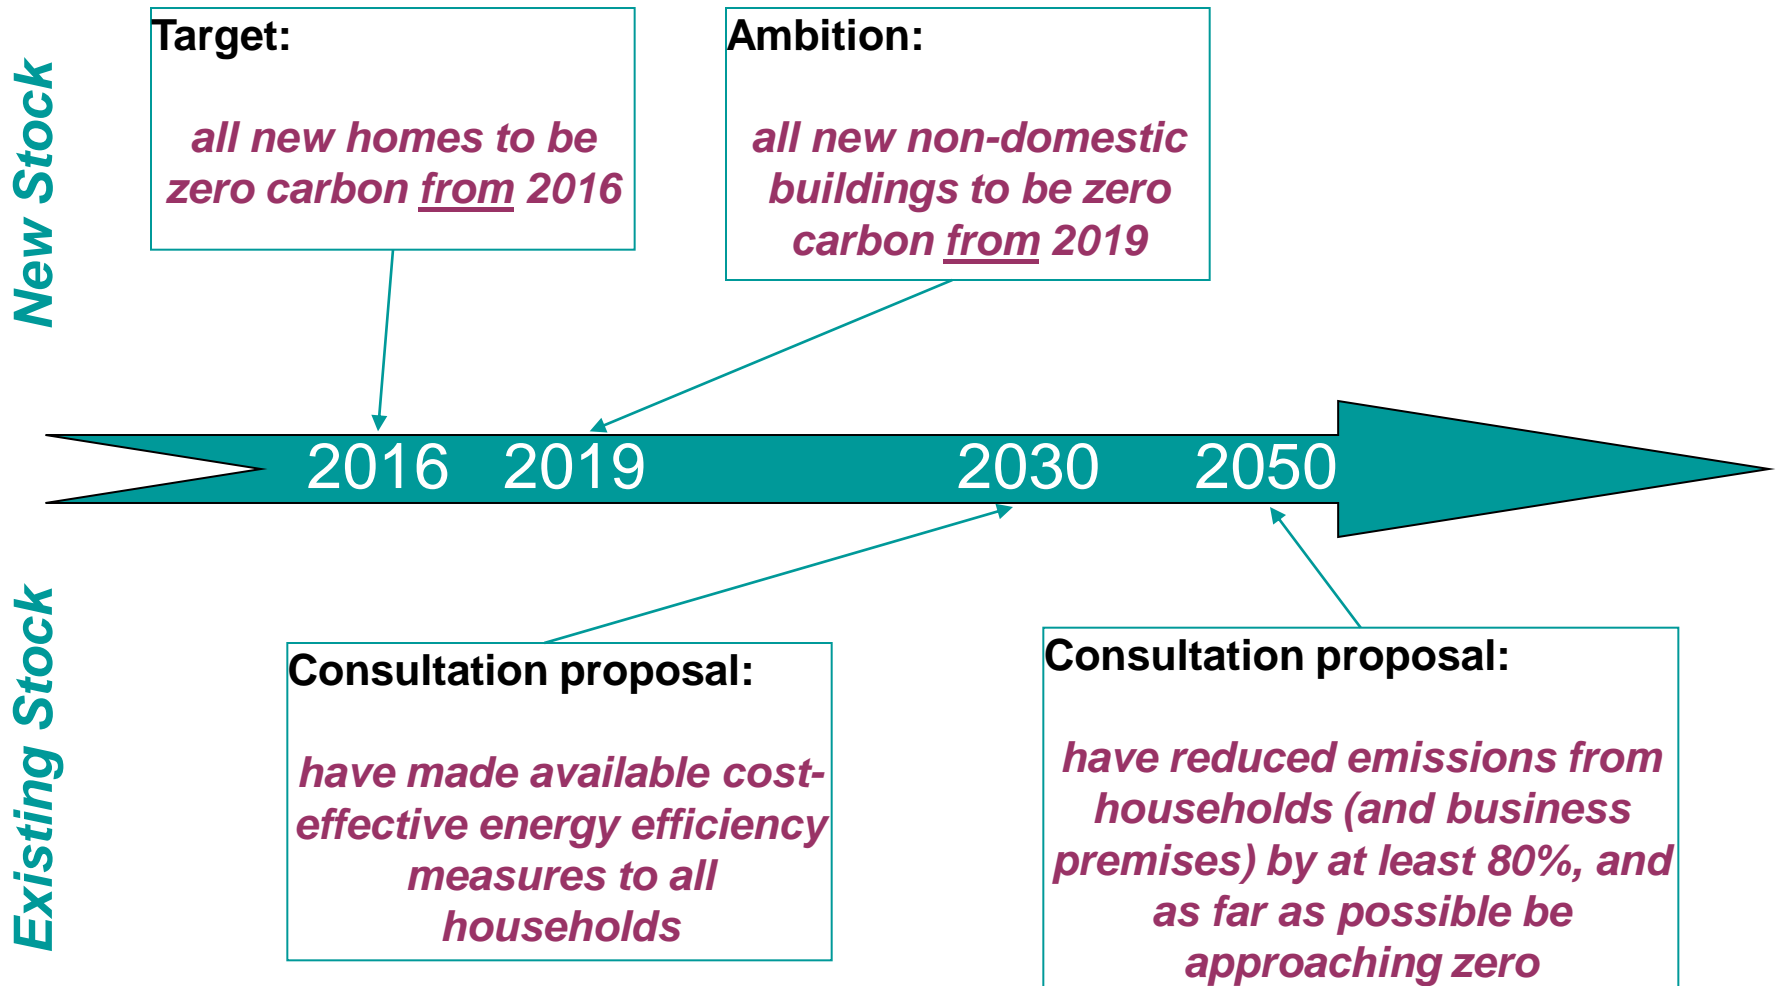 New Stock
Target:
all new homes to be
zero carbon from 2016
Ambition:
all new non-domestic
buildings to be zero
carbon from 2019
2016 2019 2030 2050
Existing Stock
Consultation proposal:
have made available cost-
effective energy efficiency
measures to all
households
Consultation proposal:
have reduced emissions from
households (and business
premises) by at least 80%, and
as far as possible be
approaching zero